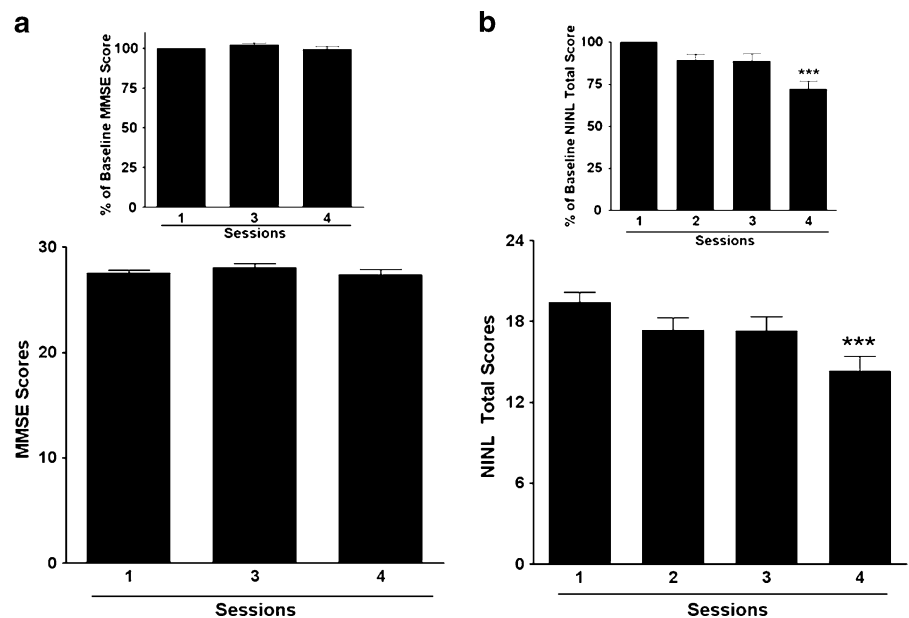 a
% of Baseline MMSE Score
100
75
50
25
0
1 3 4
Sessions
MMSE Scores
30
20
10
0
1 3 4
Sessions
b
% of Baseline NINL Total Score
100
75
50
25
0
***
1 2 3 4
Sessions
NINL Total Scores
24
18
12
6
0
***
1 2 3 4
Sessions